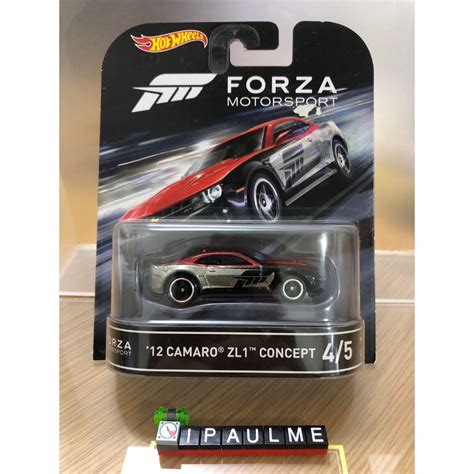 Hot Wheels
FORZA
MOTORSPORT
FORZA
MOTORSPORT
'12 CAMARO® ZL1™ CONCEPT 4/5
IPAULME